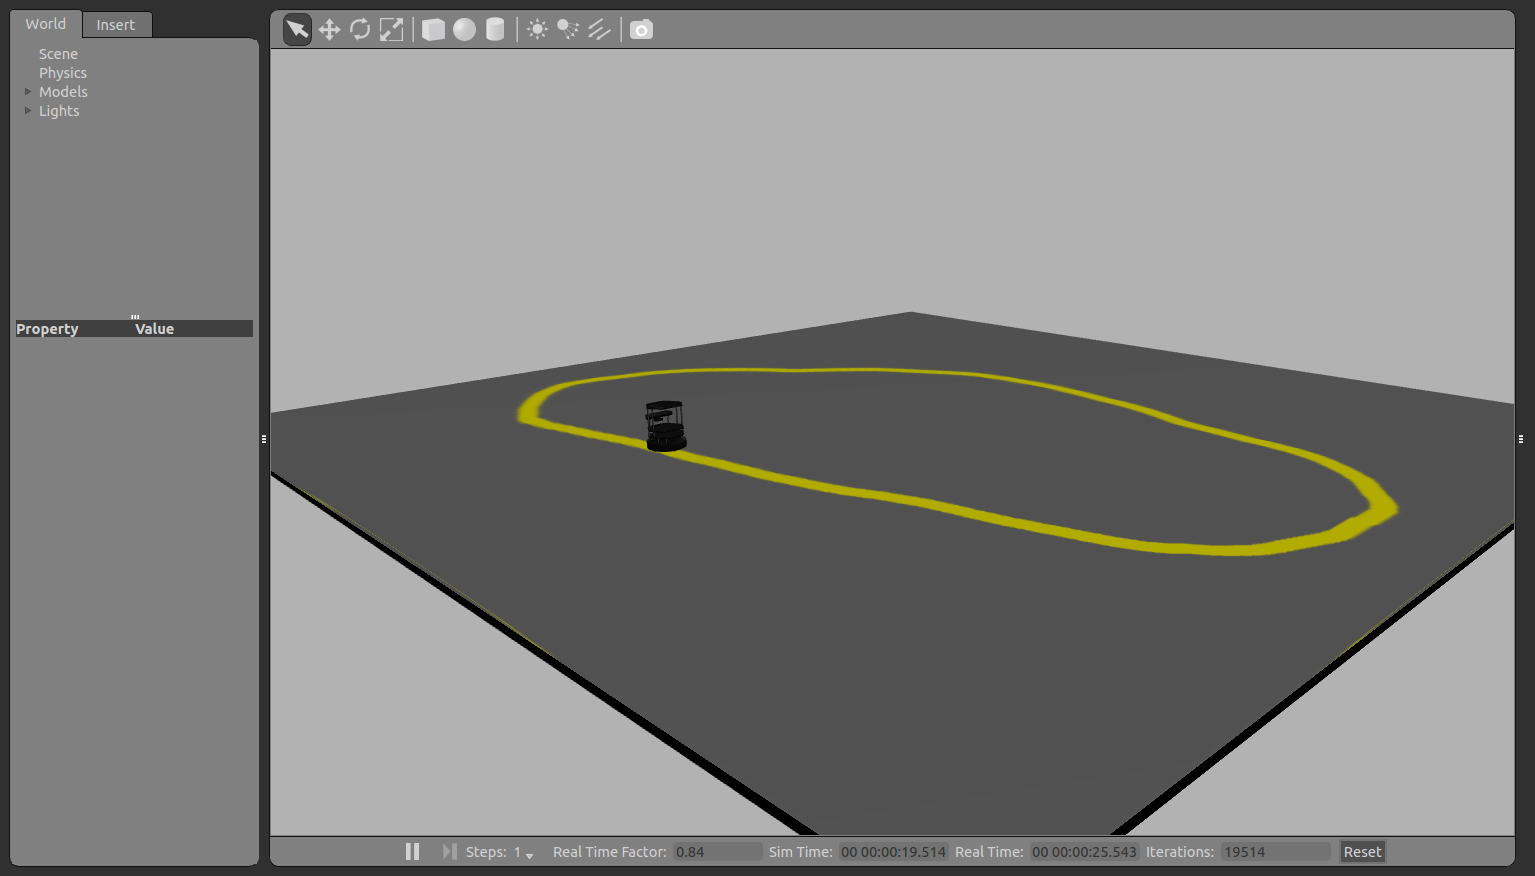 World
Insert
Scene
Physics
Models
Lights
Property Value
Steps: 1 Real Time Factor: 0.84 Sim Time: 00 00:00:19.514 Real Time: 00 00:00:25.543 Iterations: 19514 Reset